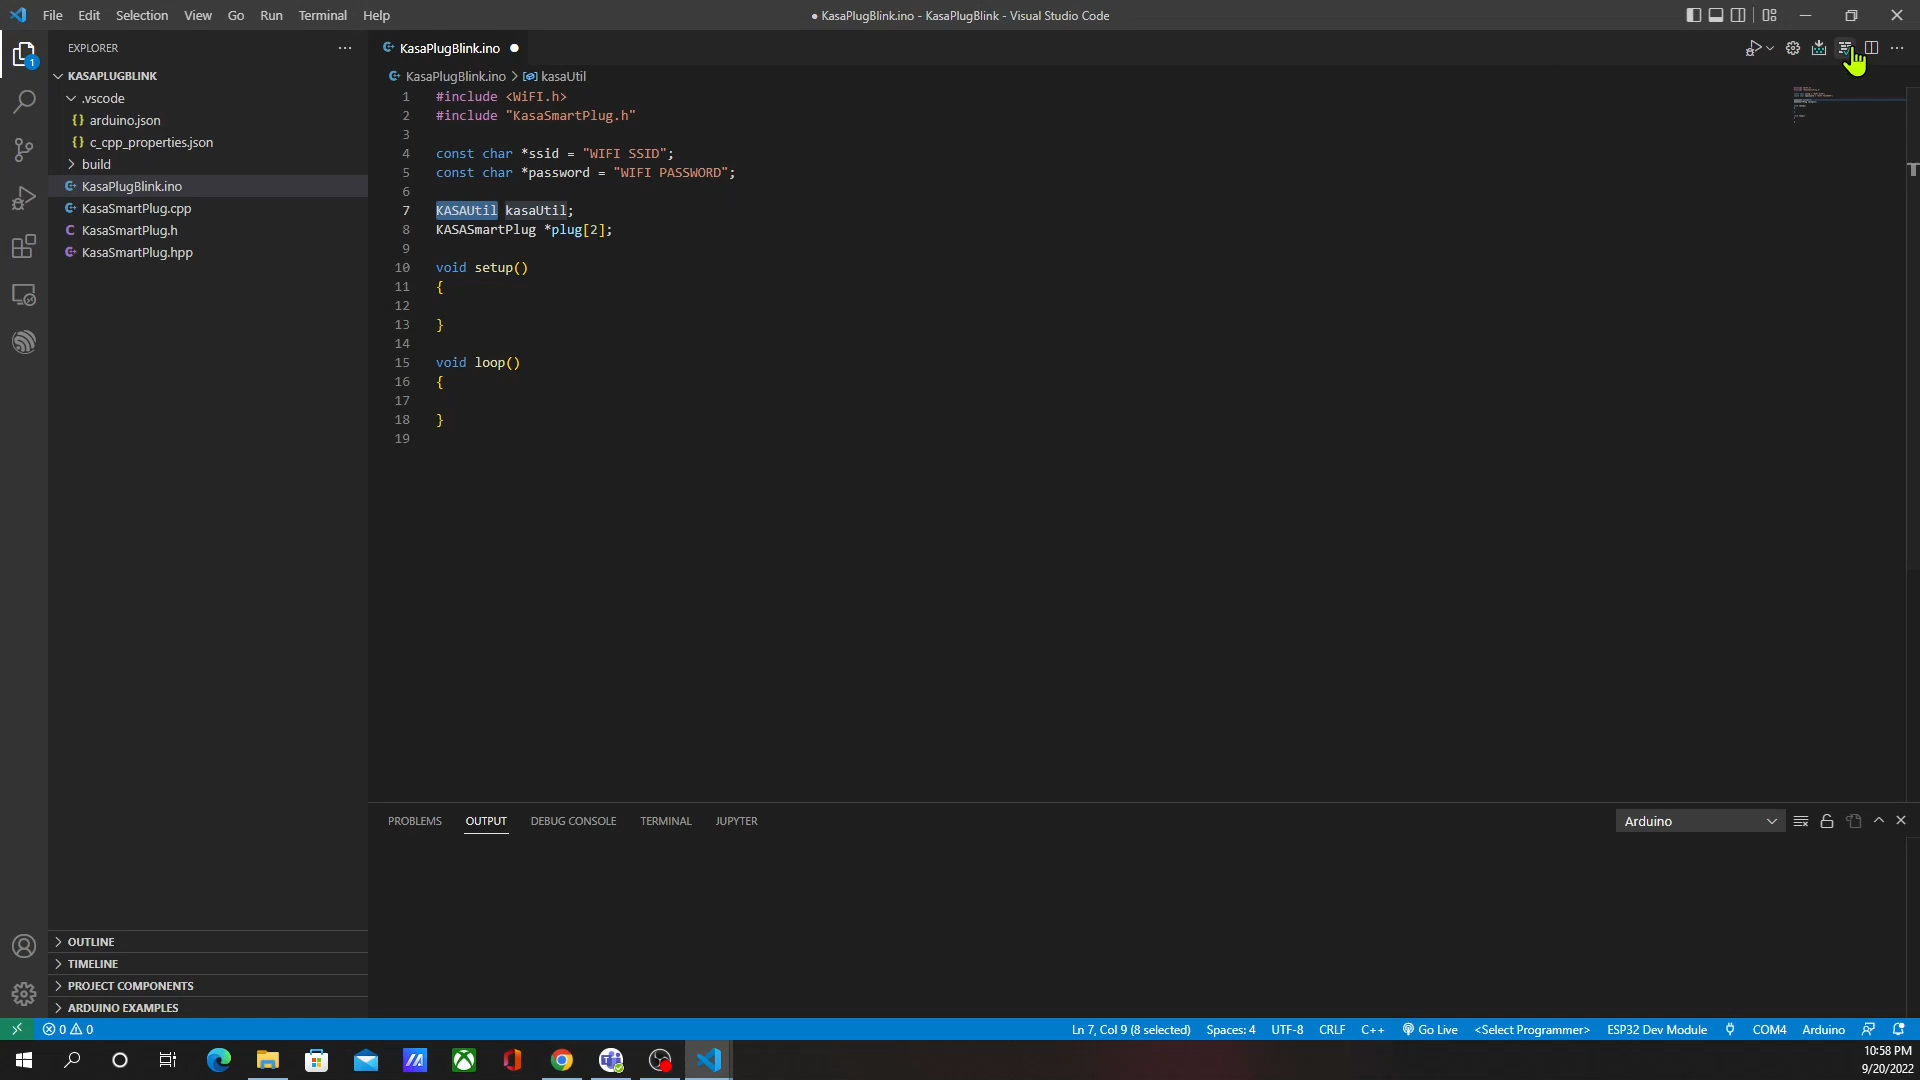 File Edit Selection View Go Run Terminal Help
● KasaPlugBlink.ino - KasaPlugBlink - Visual Studio Code
1
EXPLORER
KASAPLUGBLINK
.vscode
arduino.json
c_cpp_properties.json
build
KasaPlugBlink.ino
KasaSmartPlug.cpp
KasaSmartPlug.h
KasaSmartPlug.hpp
OUTLINE
TIMELINE
PROJECT COMPONENTS
ARDUINO EXAMPLES
KasaPlugBlink.ino ●
KasaPlugBlink.ino > kasaUtil
1 #include <WiFI.h>
2 #include "KasaSmartPlug.h"
3
4 const char *ssid = "WIFI SSID";
5 const char *password = "WIFI PASSWORD";
6
7 KASAUtil kasaUtil;
8 KASASmartPlug *plug[2];
9
10 void setup()
11 {
12
13 }
14
15 void loop()
16 {
17
18 }
19
PROBLEMS OUTPUT DEBUG CONSOLE TERMINAL JUPYTER
Arduino
0 0
Ln 7, Col 9 (8 selected) Spaces: 4 UTF-8 CRLF C++ Go Live <Select Programmer> ESP32 Dev Module COM4 Arduino
10:58 PM
9/20/2022